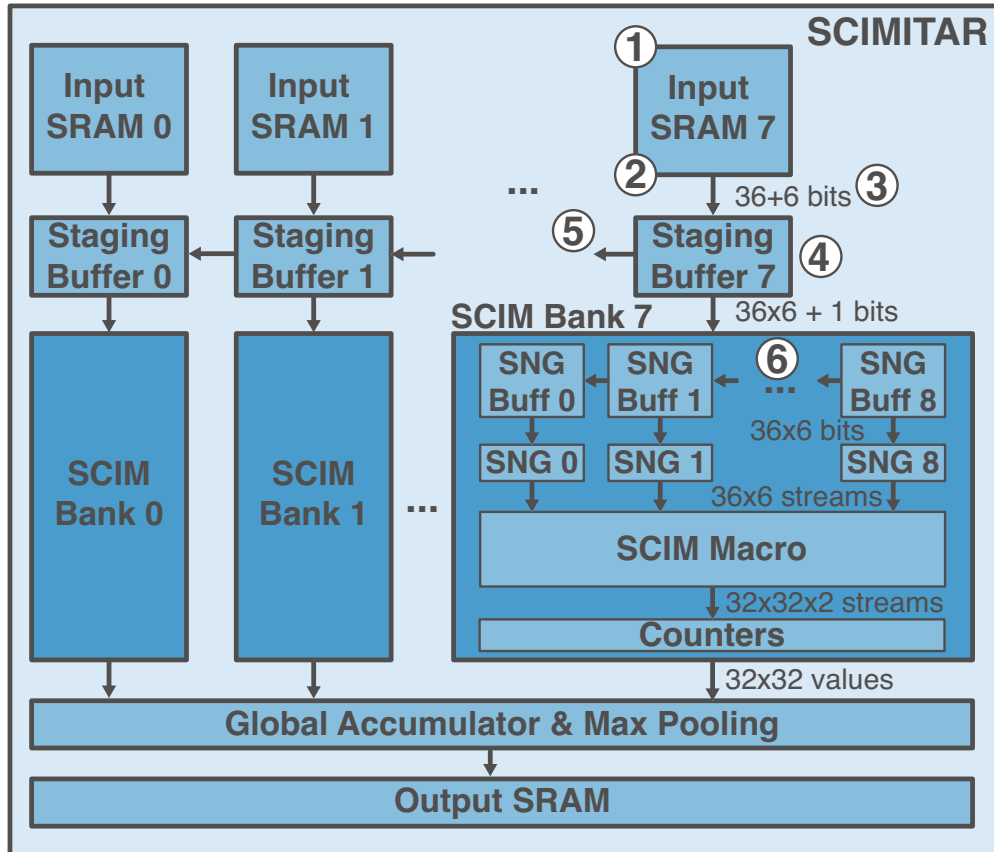 SCIMITAR
1
Input
SRAM 0
Input
SRAM 1
Input
SRAM 7
2
...
36+6 bits
3
Staging
Buffer 0
Staging
Buffer 1
5
Staging
Buffer 7
4
36x6 + 1 bits
SCIM Bank 7
SCIM
Bank 0
SCIM
Bank 1
...
SNG
Buff 0
SNG
Buff 1
6
...
SNG
Buff 8
36x6 bits
SNG 0
SNG 1
SNG 8
36x6 streams
SCIM Macro
32x32x2 streams
Counters
32x32 values
Global Accumulator & Max Pooling
Output SRAM